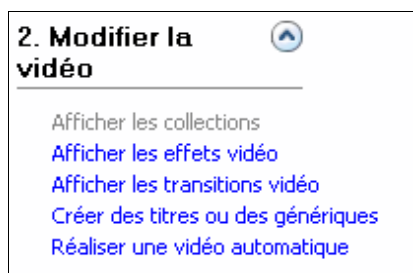 2. Modifier la
vidéo
Afficher les collections
Afficher les effets vidéo
Afficher les transitions vidéo
Créer des titres ou des génériques
Réaliser une vidéo automatique